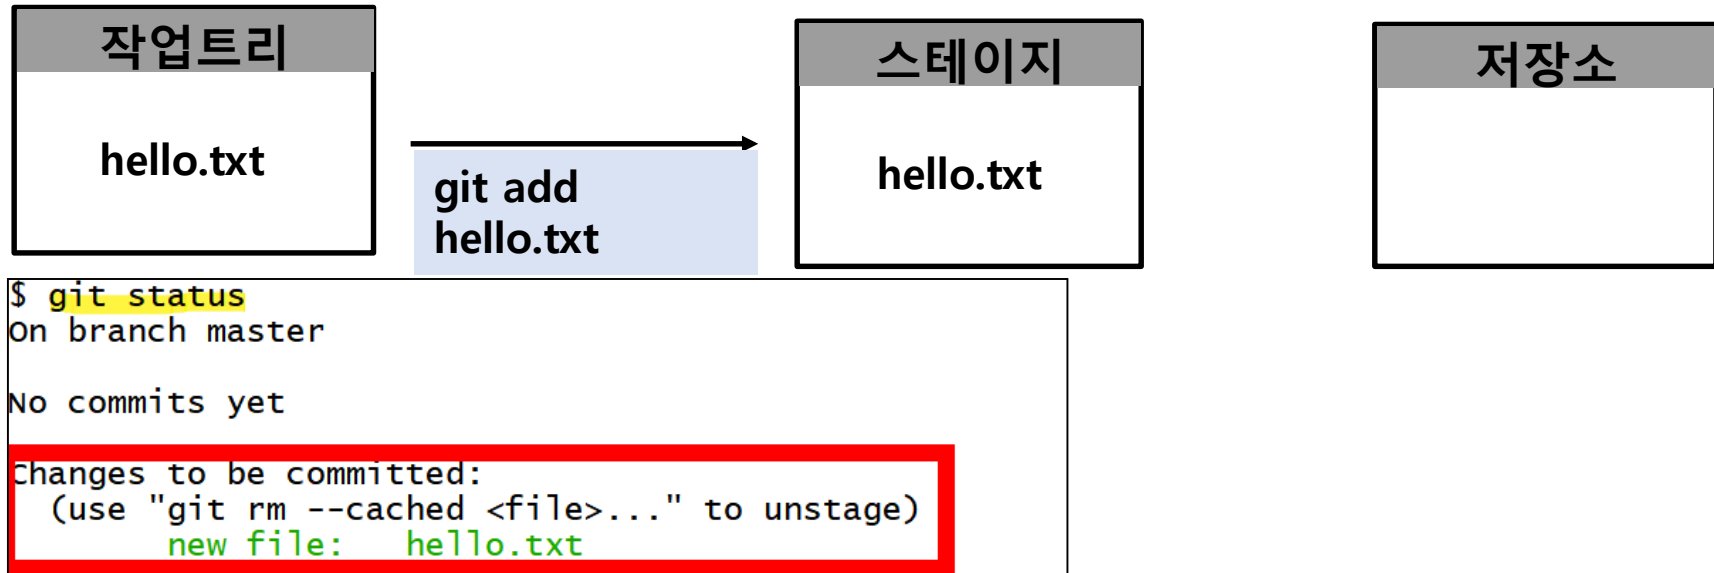 작업트리
스테이지
저장소
hello.txt
git add
hello.txt
hello.txt
$ git status
On branch master
No commits yet
Changes to be committed:
(use "git rm --cached <file>..." to unstage)
new file: hello.txt